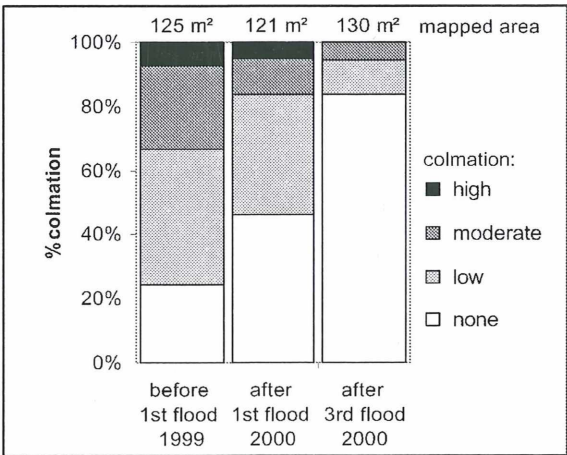 125 m² 121 m² 130 m² mapped area
100%
80%
60%
40%
20%
0%
%colmation
colmation:
high
moderate
low
none
before
1st flood
1999
after
1st flood
2000
after
3rd flood
2000